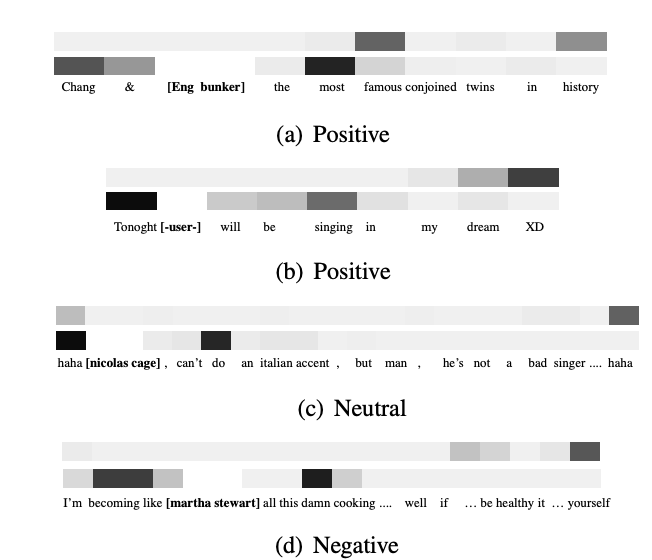 Chang & [Eng bunker] the most famous conjoined twins in history
(a) Positive
Tonoght [-user-] will be singing in my dream XD
(b) Positive
haha [nicolas cage] , can't do an italian accent , but man , he's not a bad singer .... haha
(c) Neutral
I'm becoming like [martha stewart] all this damn cooking .... well if ... be healthy it ... yourself
(d) Negative